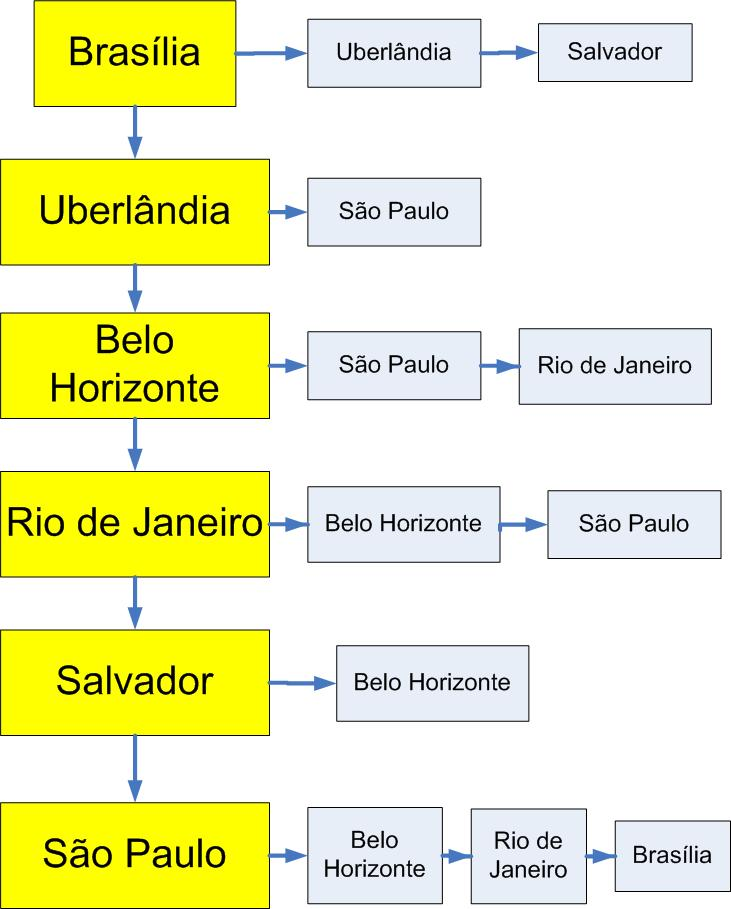 Brasília
Uberlândia
Salvador
Uberlândia
São Paulo
Belo
Horizonte
São Paulo
Rio de Janeiro
Rio de Janeiro
Belo Horizonte
São Paulo
Salvador
Belo Horizonte
São Paulo
Belo
Horizonte
Rio de
Janeiro
Brasília